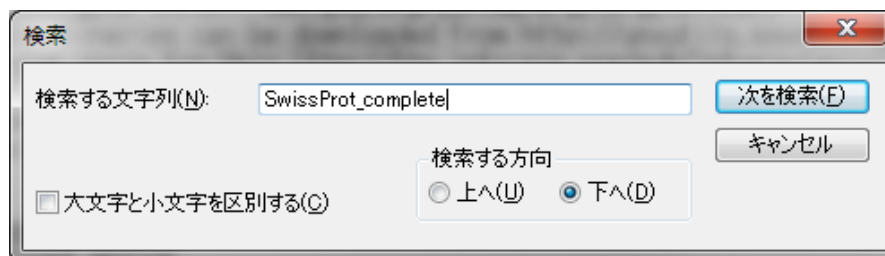 検索
検索する文字列(N): SwissProt_complete 次を検索(F)
キャンセル
検索する方向
大文字と小文字を区別する(C) 上へ(U) 下へ(D)